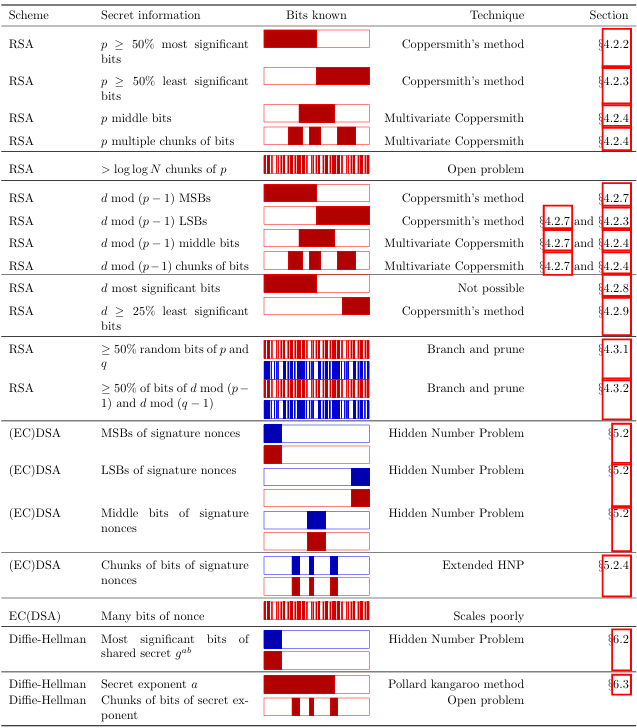 Scheme Secret information Bits known Technique Section
RSA p ≥ 50% most significant Coppersmith's method §4.2.2
bits
RSA p ≥ 50% least significant Coppersmith's method §4.2.3
bits
RSA p middle bits Multivariate Coppersmith §4.2.4
RSA p multiple chunks of bits Multivariate Coppersmith §4.2.4
RSA > log log N chunks of p Open problem
RSA d mod (p − 1) MSBs Coppersmith's method §4.2.7
RSA d mod (p − 1) LSBs Coppersmith's method §4.2.7 and §4.2.3
RSA d mod (p − 1) middle bits Multivariate Coppersmith §4.2.7 and §4.2.4
RSA d mod (p−1) chunks of bits Multivariate Coppersmith §4.2.7 and §4.2.4
RSA d most significant bits Not possible §4.2.8
RSA d ≥ 25% least significant Coppersmith's method §4.2.9
bits
RSA ≥ 50% random bits of p and Branch and prune §4.3.1
q
RSA ≥ 50% of bits of d mod (p − Branch and prune §4.3.2
1) and d mod (q − 1)
(EC)DSA MSBs of signature nonces Hidden Number Problem §5.2
(EC)DSA LSBs of signature nonces Hidden Number Problem §5.2
(EC)DSA Middle bits of signature Hidden Number Problem §5.2
nonces
(EC)DSA Chunks of bits of signature Extended HNP §5.2.4
nonces
EC(DSA) Many bits of nonce Scales poorly
Diffie-Hellman Most significant bits of Hidden Number Problem §6.2
shared secret g^{ab}
Diffie-Hellman Secret exponent a Pollard kangaroo method §6.3
Diffie-Hellman Chunks of bits of secret ex- Open problem
ponent